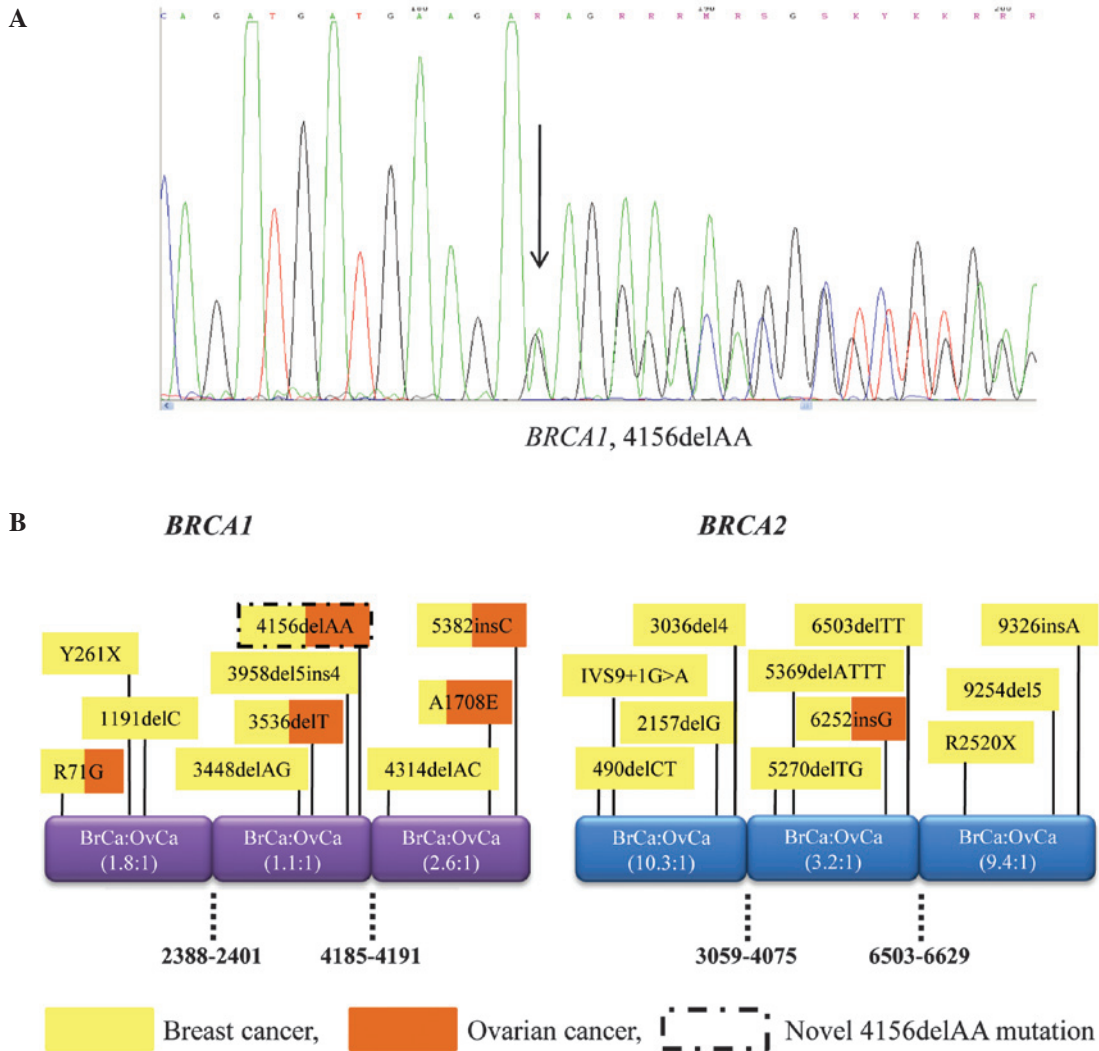 A
180 190 200
C A G A T G A T G A A G A R A G R R R M R S G S K Y K K R R R
BRCA1, 4156delAA
B
BRCA1 BRCA2
4156delAA 5382insC 3036del4 6503delTT 9326insA
Y261X 3958del5ins4 IVS9+1G>A 5369delATTT 9254del5
1191delC 3536delT A1708E 2157delG 6252insG R2520X
R71G 3448delAG 4314delAC 490delCT 5270delTG
BrCa:OvCa BrCa:OvCa BrCa:OvCa BrCa:OvCa BrCa:OvCa BrCa:OvCa
(1.8:1) (1.1:1) (2.6:1) (10.3:1) (3.2:1) (9.4:1)
2388-2401 4185-4191 3059-4075 6503-6629
Breast cancer, Ovarian cancer, Novel 4156delAA mutation